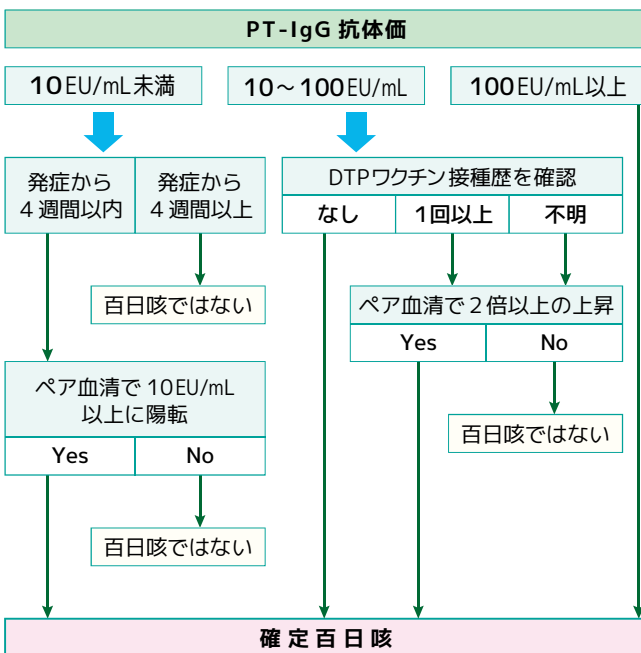 PT-IgG 抗体価
10EU/mL未満
10～100EU/mL
100EU/mL以上
発症から
4週間以内
発症から
4週間以上
DTPワクチン接種歴を確認
なし
1回以上
不明
百日咳ではない
ペア血清で2倍以上の上昇
Yes
No
ペア血清で10EU/mL
以上に陽転
Yes
No
百日咳ではない
百日咳ではない
確定百日咳